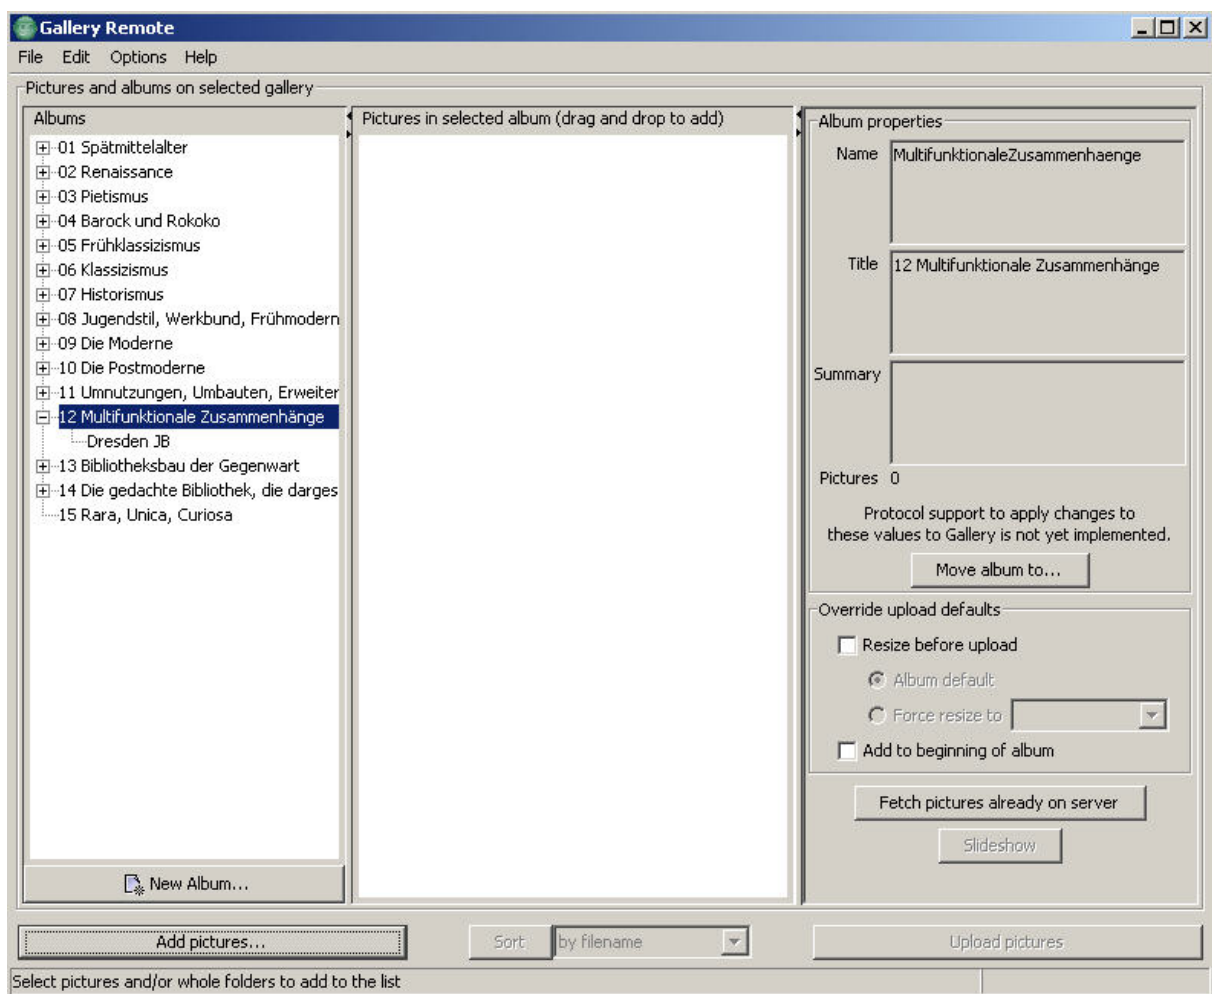 Gallery Remote
File Edit Options Help
Pictures and albums on selected gallery
Albums
01 Spätmittelalter
02 Renaissance
03 Pietismus
04 Barock und Rokoko
05 Frühklassizismus
06 Klassizismus
07 Historismus
08 Jugendstil, Werkbund, Frühmodern
09 Die Moderne
10 Die Postmoderne
11 Umnutzungen, Umbauten, Erweiter
12 Multifunktionale Zusammenhänge
Dresden JB
13 Bibliotheksbau der Gegenwart
14 Die gedachte Bibliothek, die darges
15 Rara, Unica, Curiosa
New Album...
Pictures in selected album (drag and drop to add)
Album properties
Name MultifunktionaleZusammenhaenge
Title 12 Multifunktionale Zusammenhänge
Summary
Pictures 0
Protocol support to apply changes to
these values to Gallery is not yet implemented.
Move album to...
Override upload defaults
Resize before upload
Album default
Force resize to
Add to beginning of album
Fetch pictures already on server
Slideshow
Add pictures... Sort by filename Upload pictures
Select pictures and/or whole folders to add to the list